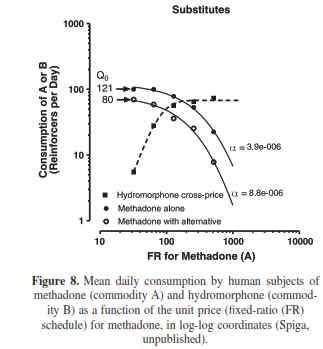 Substitutes
Consumption of A or B
(Reinforcers per Day)
1000
100
10
1
Q0
121
80
α = 3.9e-006
α = 8.8e-006
Hydromorphone cross-price
Methadone alone
Methadone with alternative
10
100
1000
10000
FR for Methadone (A)
Figure 8. Mean daily consumption by human subjects of
methadone (commodity A) and hydromorphone (commod-
ity B) as a function of the unit price (fixed-ratio (FR)
schedule) for methadone, in log-log coordinates (Spiga,
unpublished).